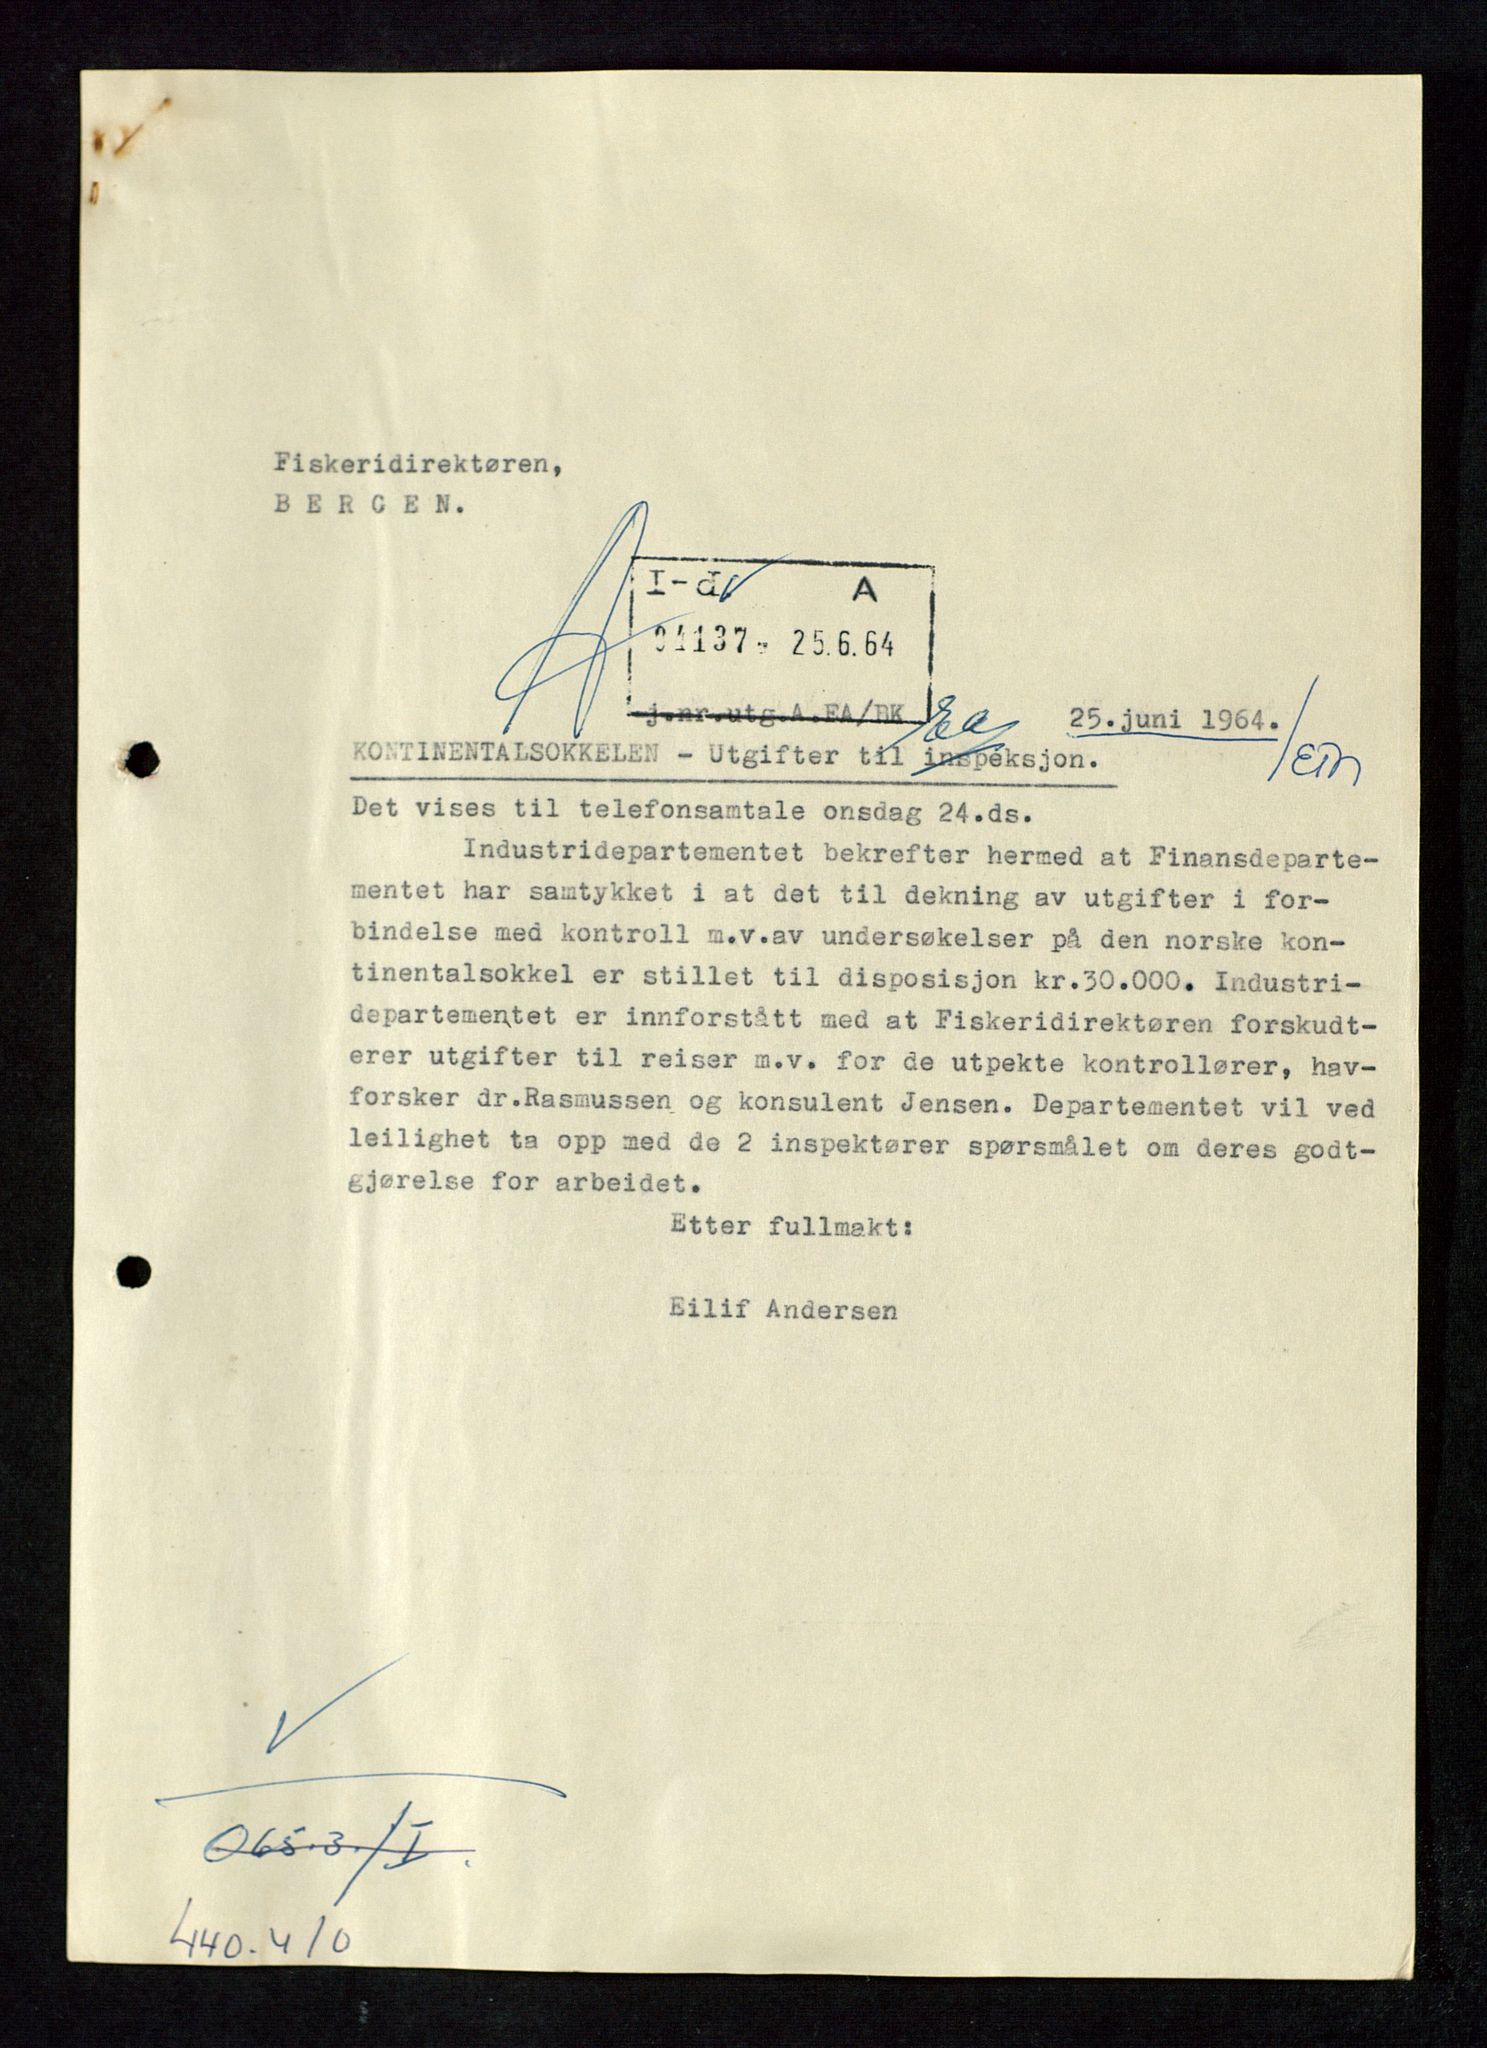 Fiskeridirektøren,
B E R G E N.
I-d A
04137- 25.6.64
j.nr.utg.A.EA/BK Ea 25.juni 1964.
KONTINENTALSOKKELEN - Utgifter til inspeksjon.
Det vises til telefonsamtale onsdag 24.ds.
Industridepartementet bekrefter hermed at Finansdeparte-
mentet har samtykket i at det til dekning av utgifter i for-
bindelse med kontroll m.v.av undersøkelser på den norske kon-
tinentalsokkel er stillet til disposisjon kr.30.000. Industri-
departementet er innforstått med at Fiskeridirektøren forskudt-
erer utgifter til reiser m.v. for de utpekte kontrollører, hav-
forsker dr.Rasmussen og konsulent Jensen. Departementet vil ved
leilighet ta opp med de 2 inspektører spørsmålet om deres godt-
gjørelse for arbeidet.
Etter fullmakt:
Eilif Andersen
065.3./I.
440.4/0